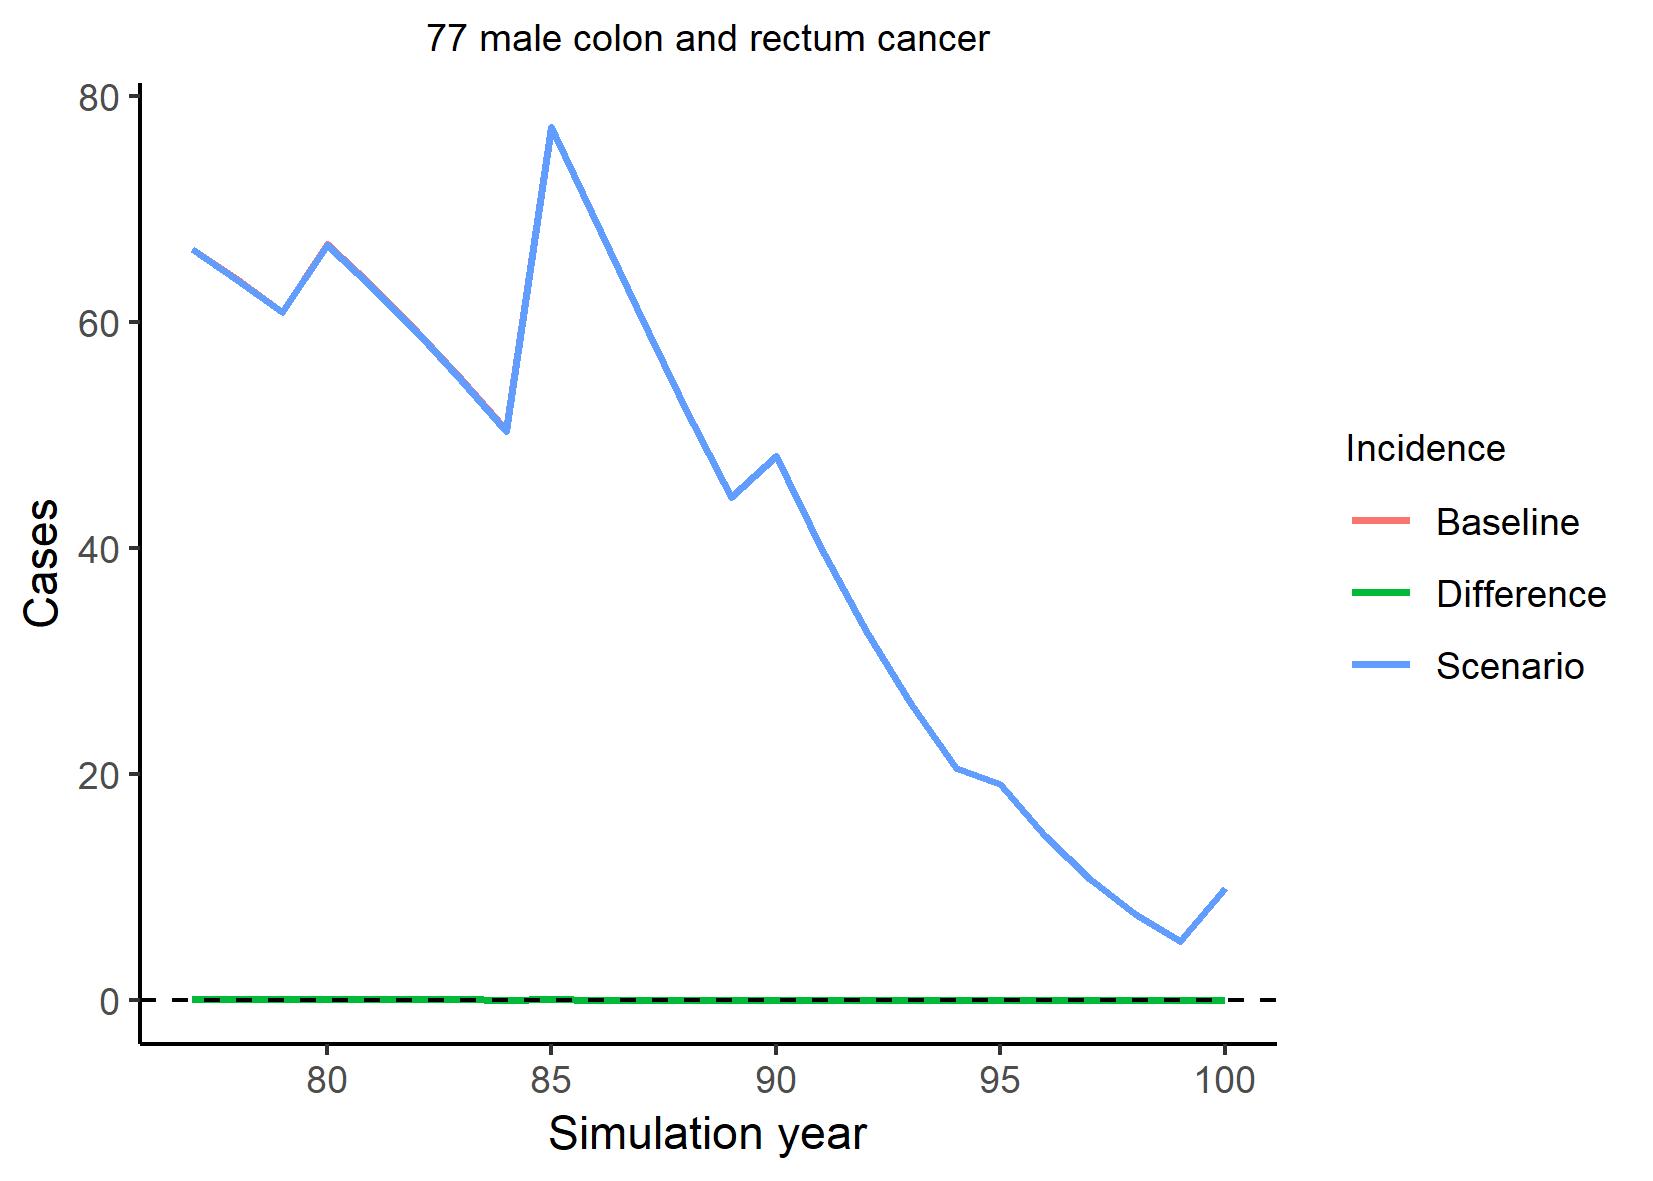 77 male colon and rectum cancer
80
60
40
20
0
Cases
80 85 90 95 100
Simulation year
Incidence
Baseline
Difference
Scenario